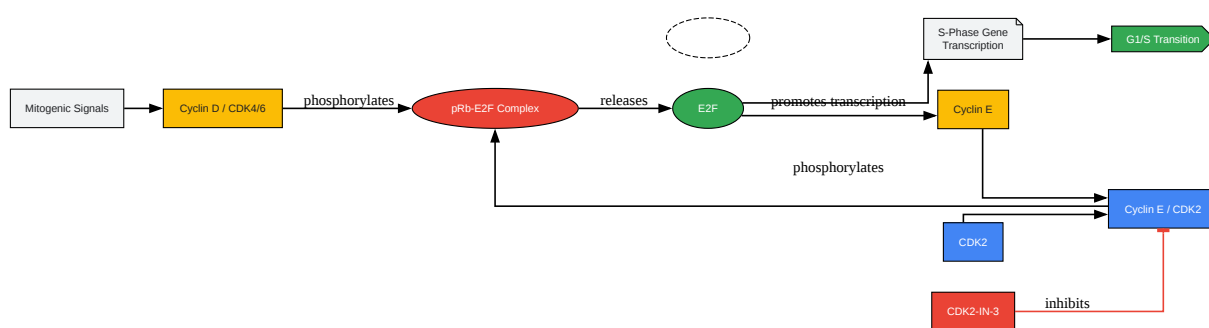 S-Phase Gene
Transcription
G1/S Transition
Mitogenic Signals
Cyclin D / CDK4/6
phosphorylates
pRb-E2F Complex
releases
E2F
promotes transcription
Cyclin E
phosphorylates
Cyclin E / CDK2
CDK2
CDK2-IN-3
inhibits